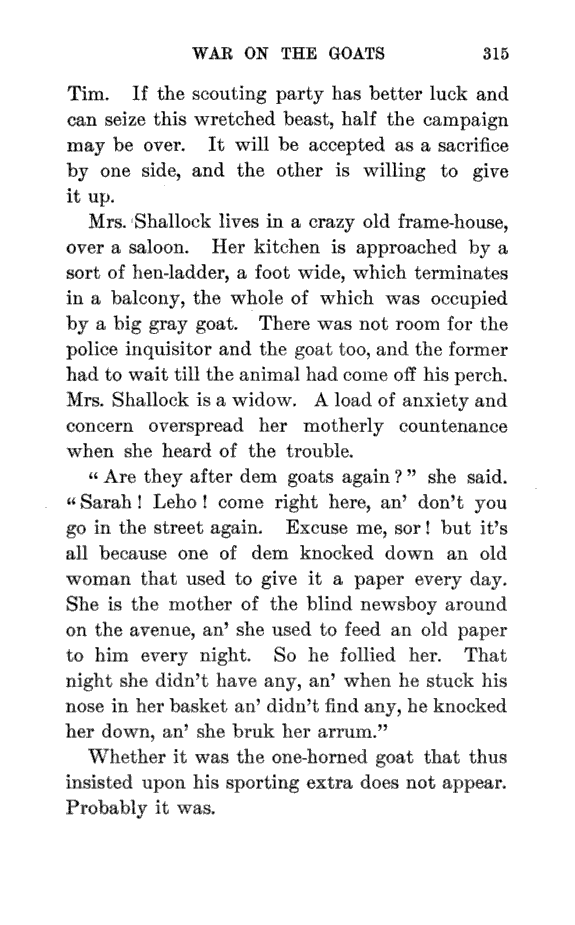 WAR ON THE GOATS 315
Tim. If the scouting party has better luck and
can seize this wretched beast, half the campaign
may be over. It will be accepted as a sacrifice
by one side, and the other is willing to give
it up.
Mrs. Shallock lives in a crazy old frame-house,
over a saloon. Her kitchen is approached by a
sort of hen-ladder, a foot wide, which terminates
in a balcony, the whole of which was occupied
by a big gray goat. There was not room for the
police inquisitor and the goat too, and the former
had to wait till the animal had come off his perch.
Mrs. Shallock is a widow. A load of anxiety and
concern overspread her motherly countenance
when she heard of the trouble.
“ Are they after dem goats again ? ” she said.
“ Sarah ! Leho ! come right here, an’ don’t you
go in the street again. Excuse me, sor ! but it’s
all because one of dem knocked down an old
woman that used to give it a paper every day.
She is the mother of the blind newsboy around
on the avenue, an’ she used to feed an old paper
to him every night. So he follied her. That
night she didn’t have any, an’ when he stuck his
nose in her basket an’ didn’t find any, he knocked
her down, an’ she bruk her arrum.”
Whether it was the one-horned goat that thus
insisted upon his sporting extra does not appear.
Probably it was.